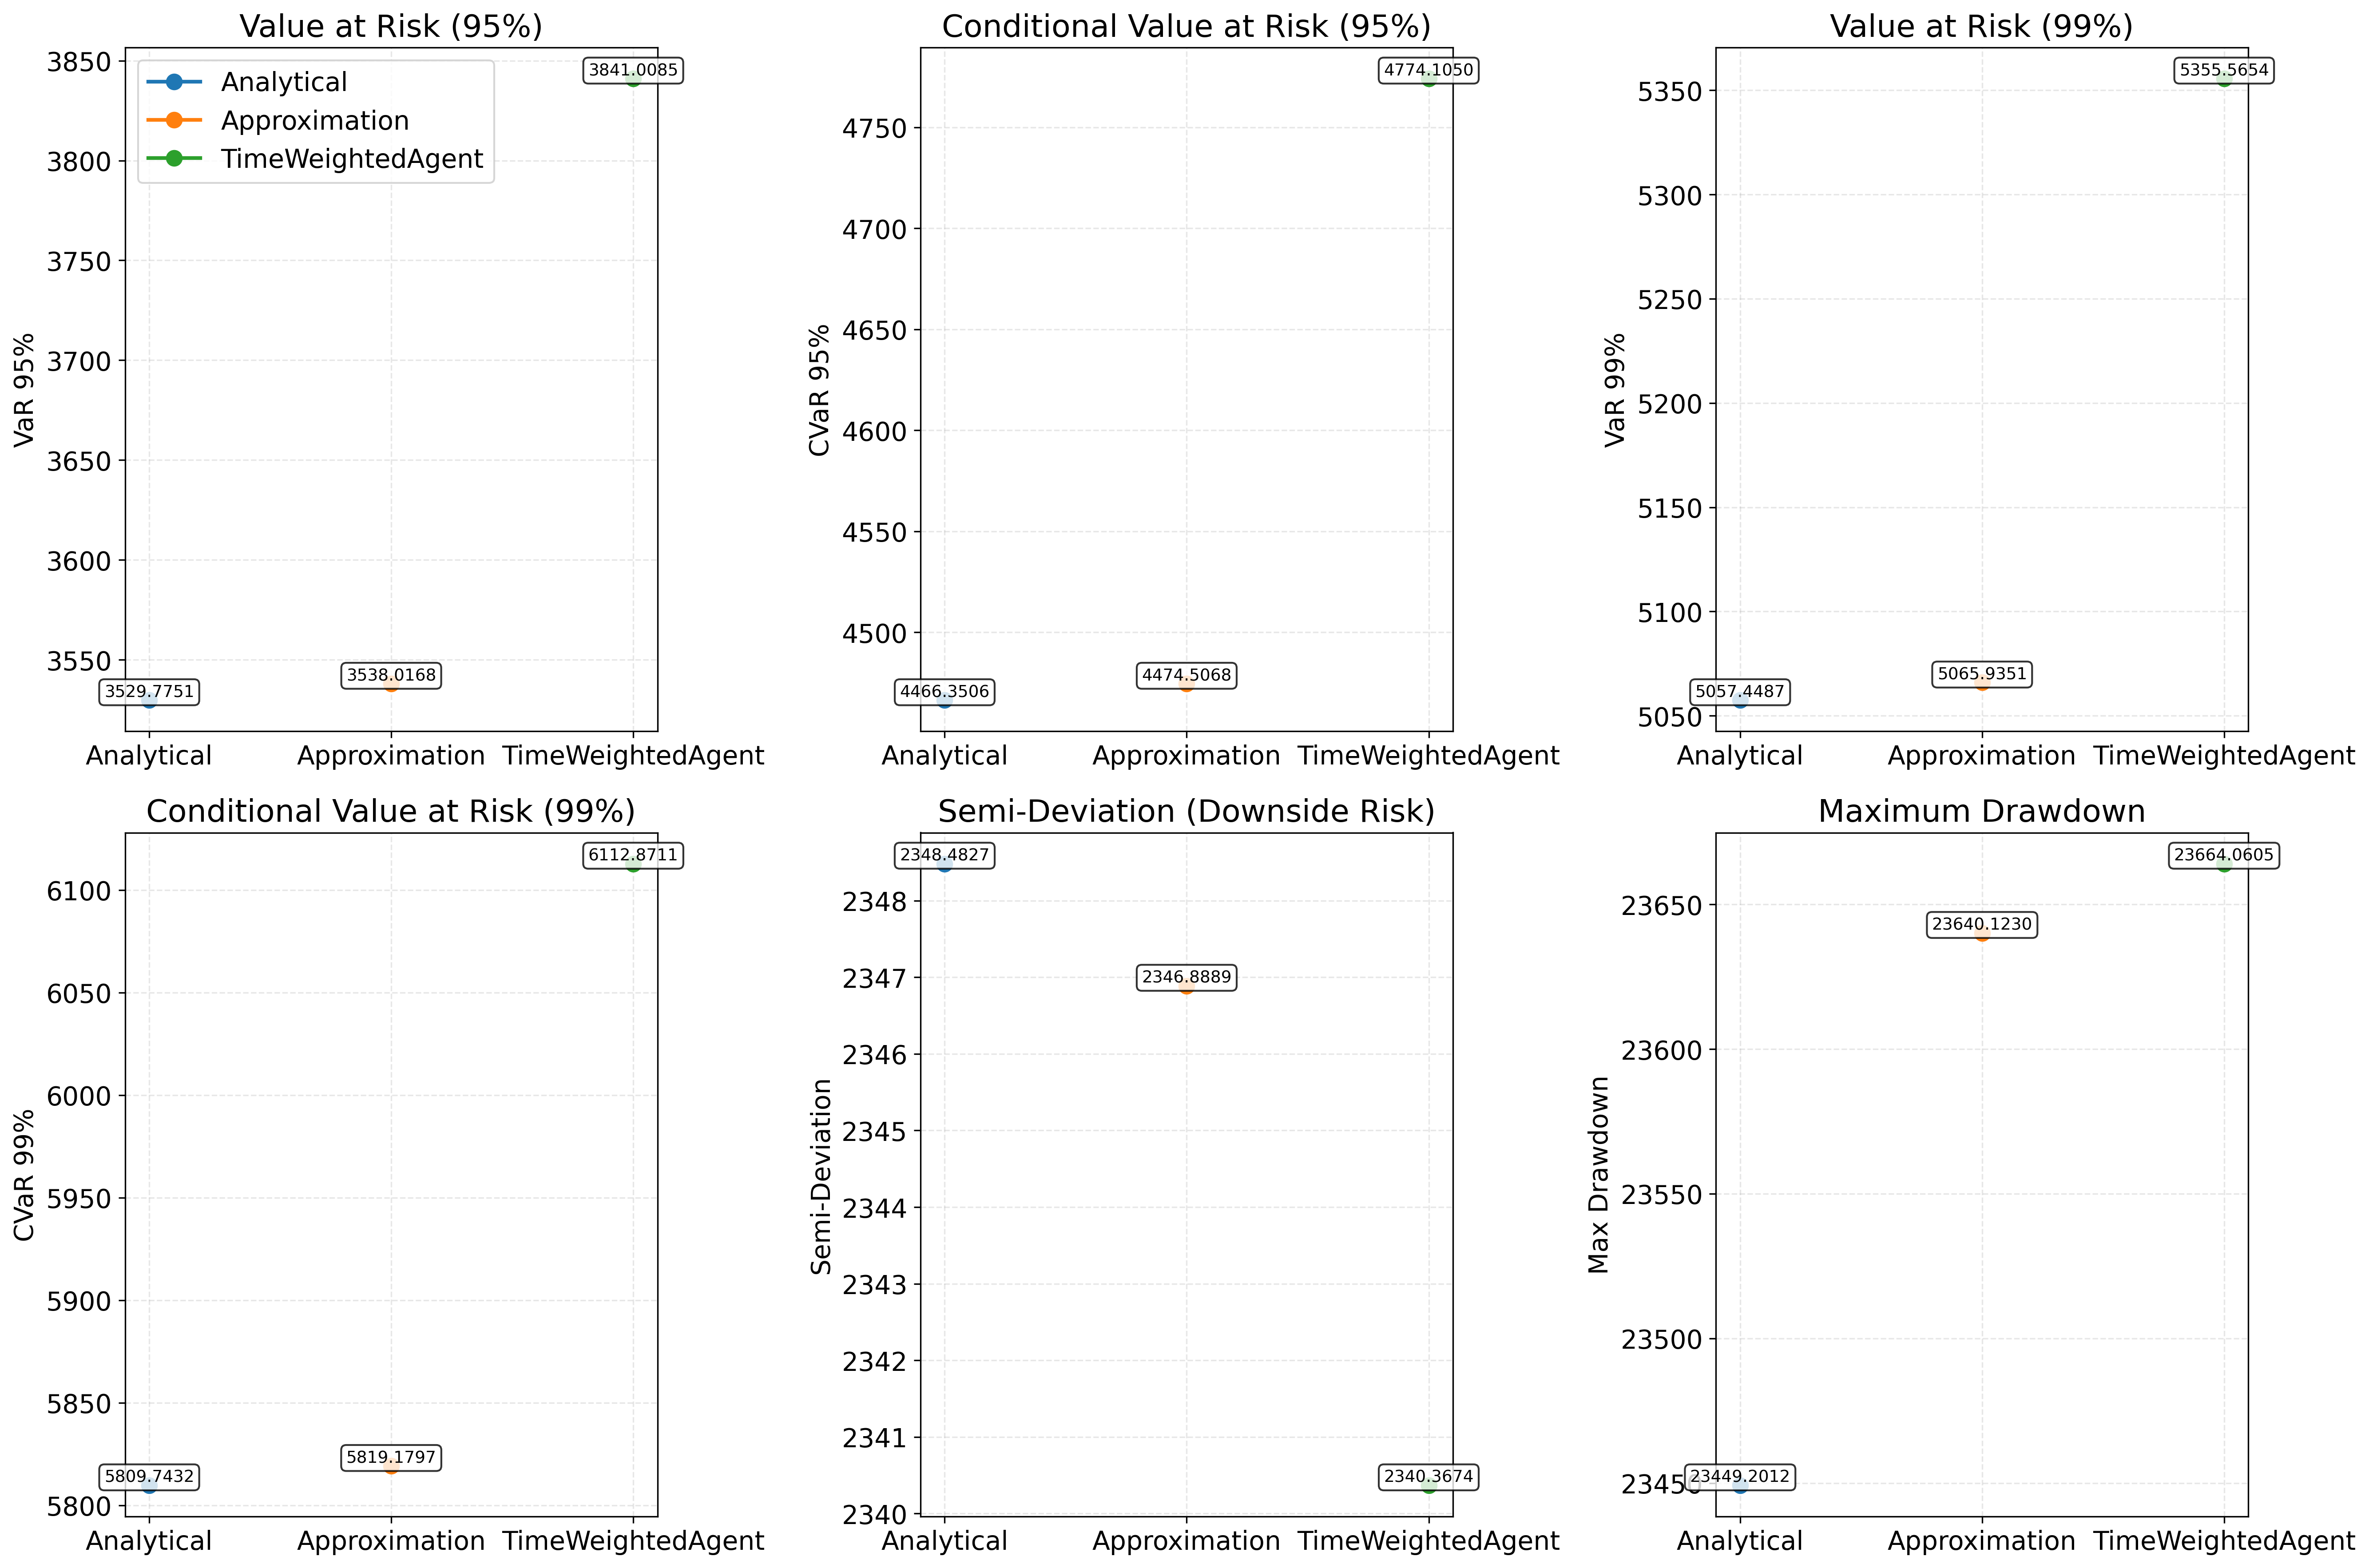 Value at Risk (95%)
VaR 95%
3850
3800
3750
3700
3650
3600
3550
Analytical
Approximation
TimeWeightedAgent
3529.7751
3538.0168
3841.0085
Analytical
Approximation
TimeWeightedAgent
Conditional Value at Risk (95%)
CVaR 95%
4750
4700
4650
4600
4550
4500
4466.3506
4474.5068
4774.1050
Analytical
Approximation
TimeWeightedAgent
Value at Risk (99%)
VaR 99%
5350
5300
5250
5200
5150
5100
5050
5057.4487
5065.9351
5355.5654
Analytical
Approximation
TimeWeightedAgent
Conditional Value at Risk (99%)
CVaR 99%
6100
6050
6000
5950
5900
5850
5800
5809.7432
5819.1797
6112.8711
Analytical
Approximation
TimeWeightedAgent
Semi-Deviation (Downside Risk)
Semi-Deviation
2348
2347
2346
2345
2344
2343
2342
2341
2340
2348.4827
2346.8889
2340.3674
Analytical
Approximation
TimeWeightedAgent
Maximum Drawdown
Max Drawdown
23650
23600
23550
23500
23450
23449.2012
23640.1230
23664.0605
Analytical
Approximation
TimeWeightedAgent